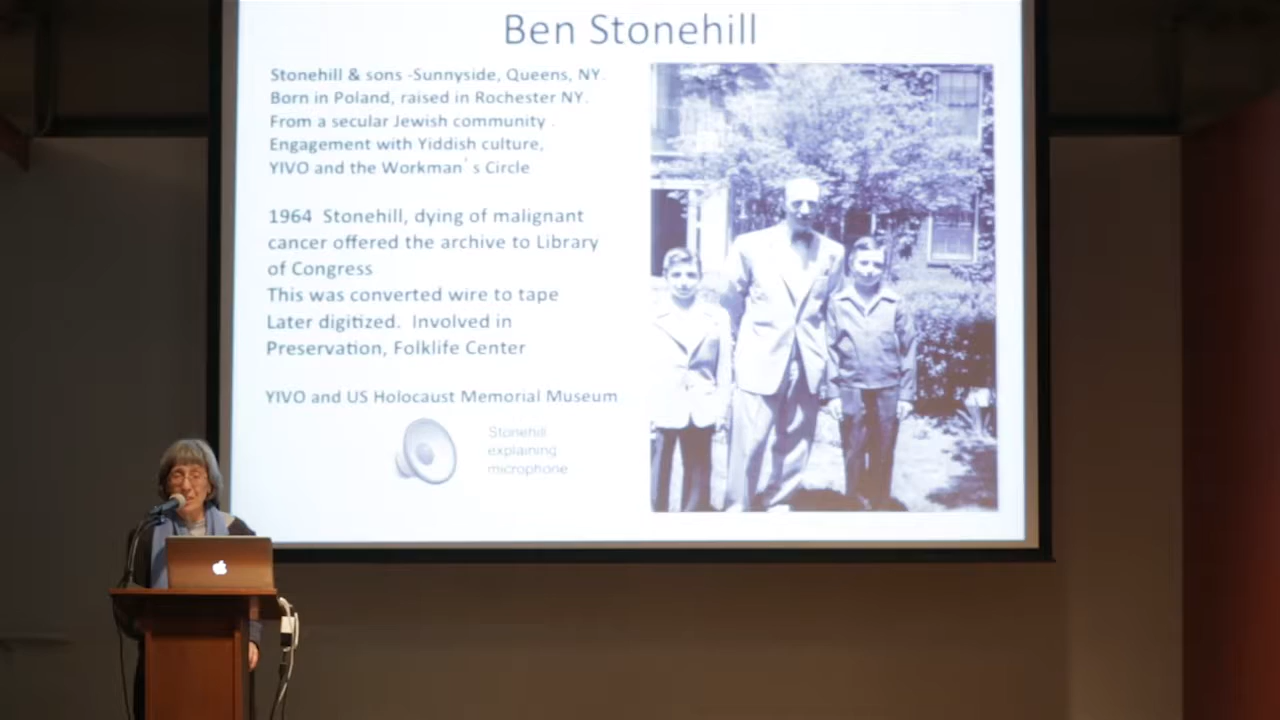 Ben Stonehill
Stonehill & sons -Sunnyside, Queens, NY.
Born in Poland, raised in Rochester NY.
From a secular Jewish community .
Engagement with Yiddish culture,
YIVO and the Workman's Circle
1964 Stonehill, dying of malignant
cancer offered the archive to Library
of Congress
This was converted wire to tape
Later digitized. Involved in
Preservation, Folklife Center
YIVO and US Holocaust Memorial Museum
Stonehill
explaining
microphone